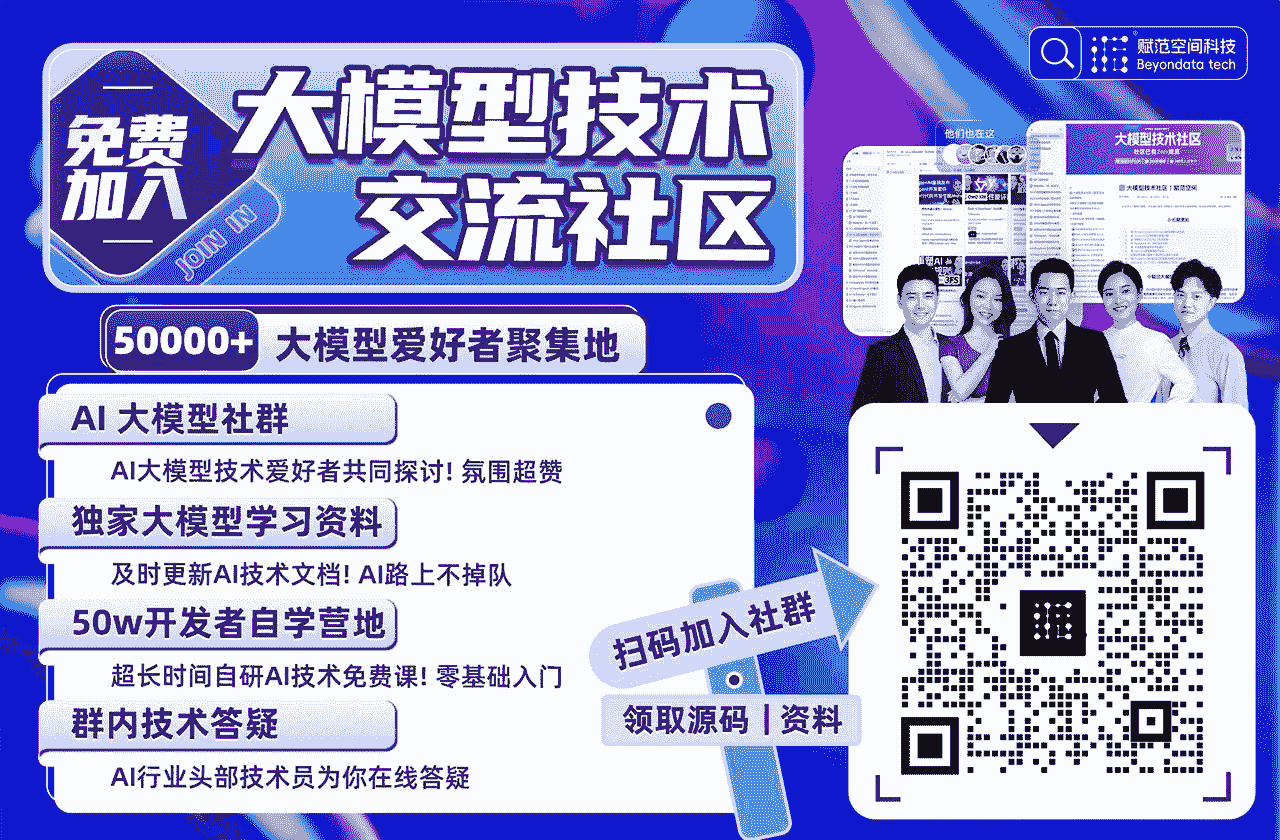 赋范空间科技
Beyondata tech
免费
加入
JOIN
大模型技术
交流社区
他们也在这
大模型技术社区
50000+ 大模型爱好者聚集地
AI 大模型社群
AI大模型技术爱好者共同探讨! 氛围超赞
独家大模型学习资料
及时更新AI技术文档! AI路上不掉队
50w开发者自学营地
超长时间自研AI技术免费课! 零基础入门
群内技术答疑
AI行业头部技术员为你在线答疑
扫码加入社群
领取源码 | 资料